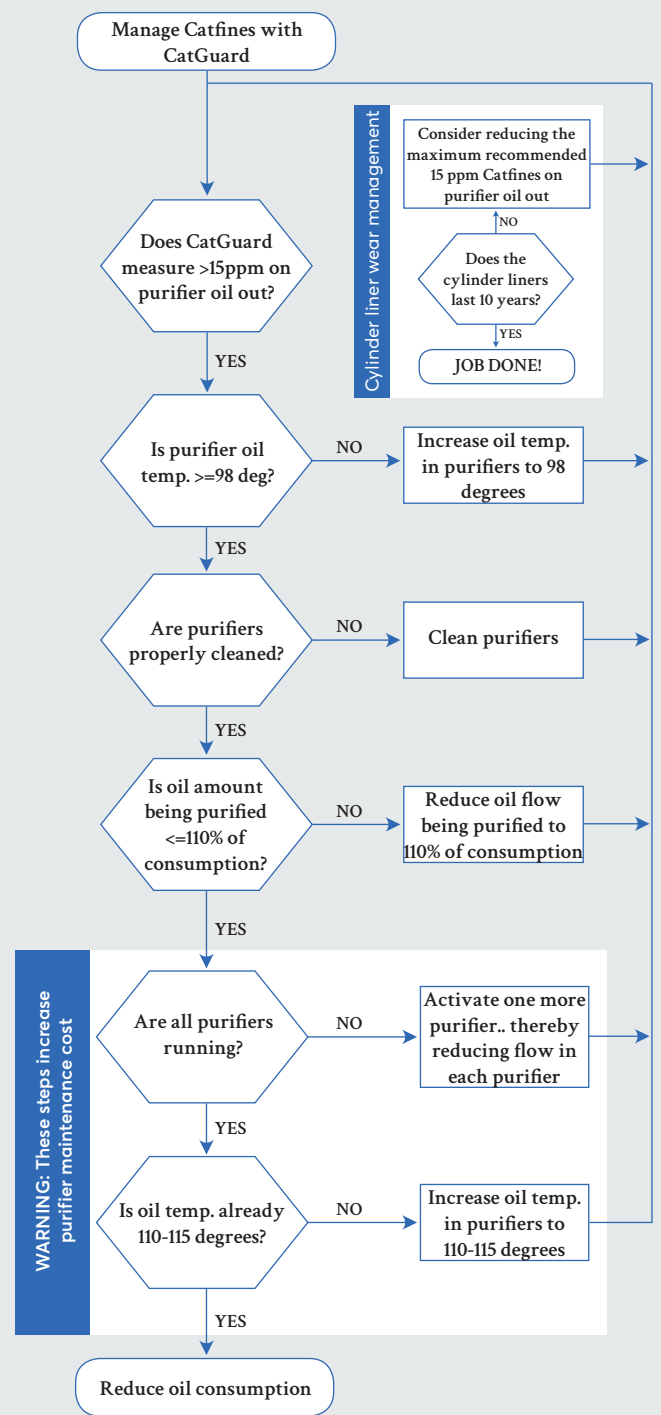 Manage Catfines with
CatGuard
Cylinder liner wear management
Consider reducing the
maximum recommended
15 ppm Catfines on
purifier oil out
NO
Does the
cylinder liners
last 10 years?
YES
JOB DONE!
Does CatGuard
measure >15ppm on
purifier oil out?
YES
Is purifier oil
temp. >=98 deg?
NO
Increase oil temp.
in purifiers to 98
degrees
YES
Are purifiers
properly cleaned?
NO
Clean purifiers
YES
Is oil amount
being purified
<=110% of
consumption?
NO
Reduce oil flow
being purified to
110% of consumption
YES
WARNING: These steps increase
purifier maintenance cost
Are all purifiers
running?
NO
Activate one more
purifier.. thereby
reducing flow in
each purifier
YES
Is oil temp. already
110-115 degrees?
NO
Increase oil temp.
in purifiers to
110-115 degrees
YES
Reduce oil consumption